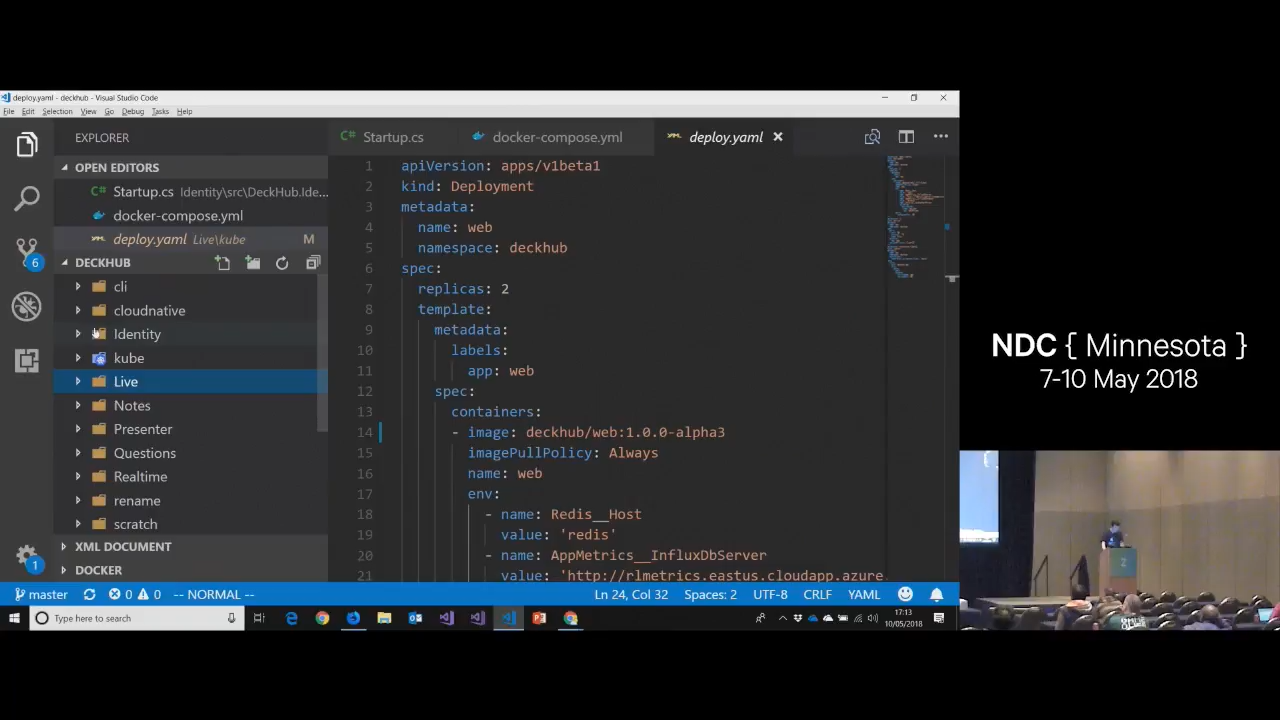 deploy.yaml - deckhub - Visual Studio Code
File Edit Selection View Go Debug Tasks Help
EXPLORER
OPEN EDITORS
Startup.cs Identity\src\DeckHub.Ide...
docker-compose.yml
deploy.yaml Live\kube M
DECKHUB
cli
cloudnative
Identity
kube
Live
Notes
Presenter
Questions
Realtime
rename
scratch
XML DOCUMENT
DOCKER
6
1
Startup.cs docker-compose.yml deploy.yaml
1 apiVersion: apps/v1beta1
2 kind: Deployment
3 metadata:
4 name: web
5 namespace: deckhub
6 spec:
7 replicas: 2
8 template:
9 metadata:
10 labels:
11 app: web
12 spec:
13 containers:
14 - image: deckhub/web:1.0.0-alpha3
15 imagePullPolicy: Always
16 name: web
17 env:
18 - name: Redis__Host
19 value: 'redis'
20 - name: AppMetrics__InfluxDbServer
21 value: 'http://rlmetrics.eastus.cloudapp.azure
master 0 0 -- NORMAL -- Ln 24, Col 32 Spaces: 2 UTF-8 CRLF YAML
Type here to search
17:13
10/05/2018
NDC { Minnesota }
7-10 May 2018